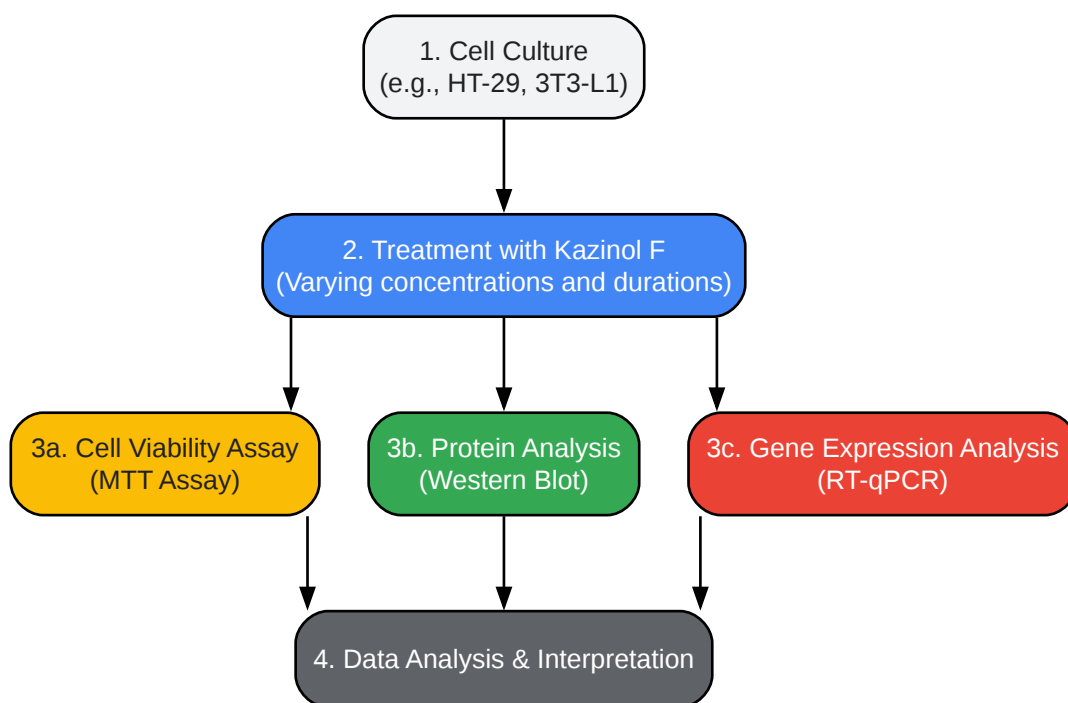 1. Cell Culture
(e.g., HT-29, 3T3-L1)
2. Treatment with Kazinol F
(Varying concentrations and durations)
3a. Cell Viability Assay
(MTT Assay)
3b. Protein Analysis
(Western Blot)
3c. Gene Expression Analysis
(RT-qPCR)
4. Data Analysis & Interpretation